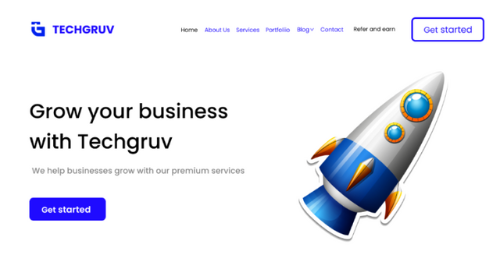 TECHGRUV
Home About Us Services Portfolio Blog Contact Refer and earn Get started
Grow your business
with Techgruv
We help businesses grow with our premium services
Get started